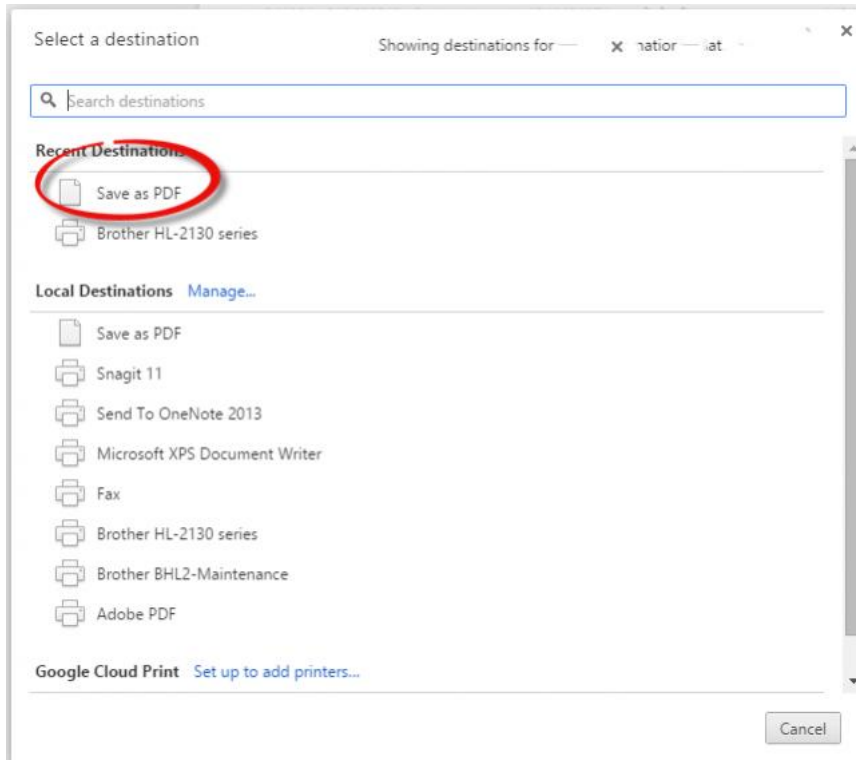 Select a destination
Showing destinations for
Search destinations
Recent Destinations
Save as PDF
Brother HL-2130 series
Local Destinations Manage...
Save as PDF
Snagit 11
Send To OneNote 2013
Microsoft XPS Document Writer
Fax
Brother HL-2130 series
Brother BHL2-Maintenance
Adobe PDF
Google Cloud Print Set up to add printers...
Cancel